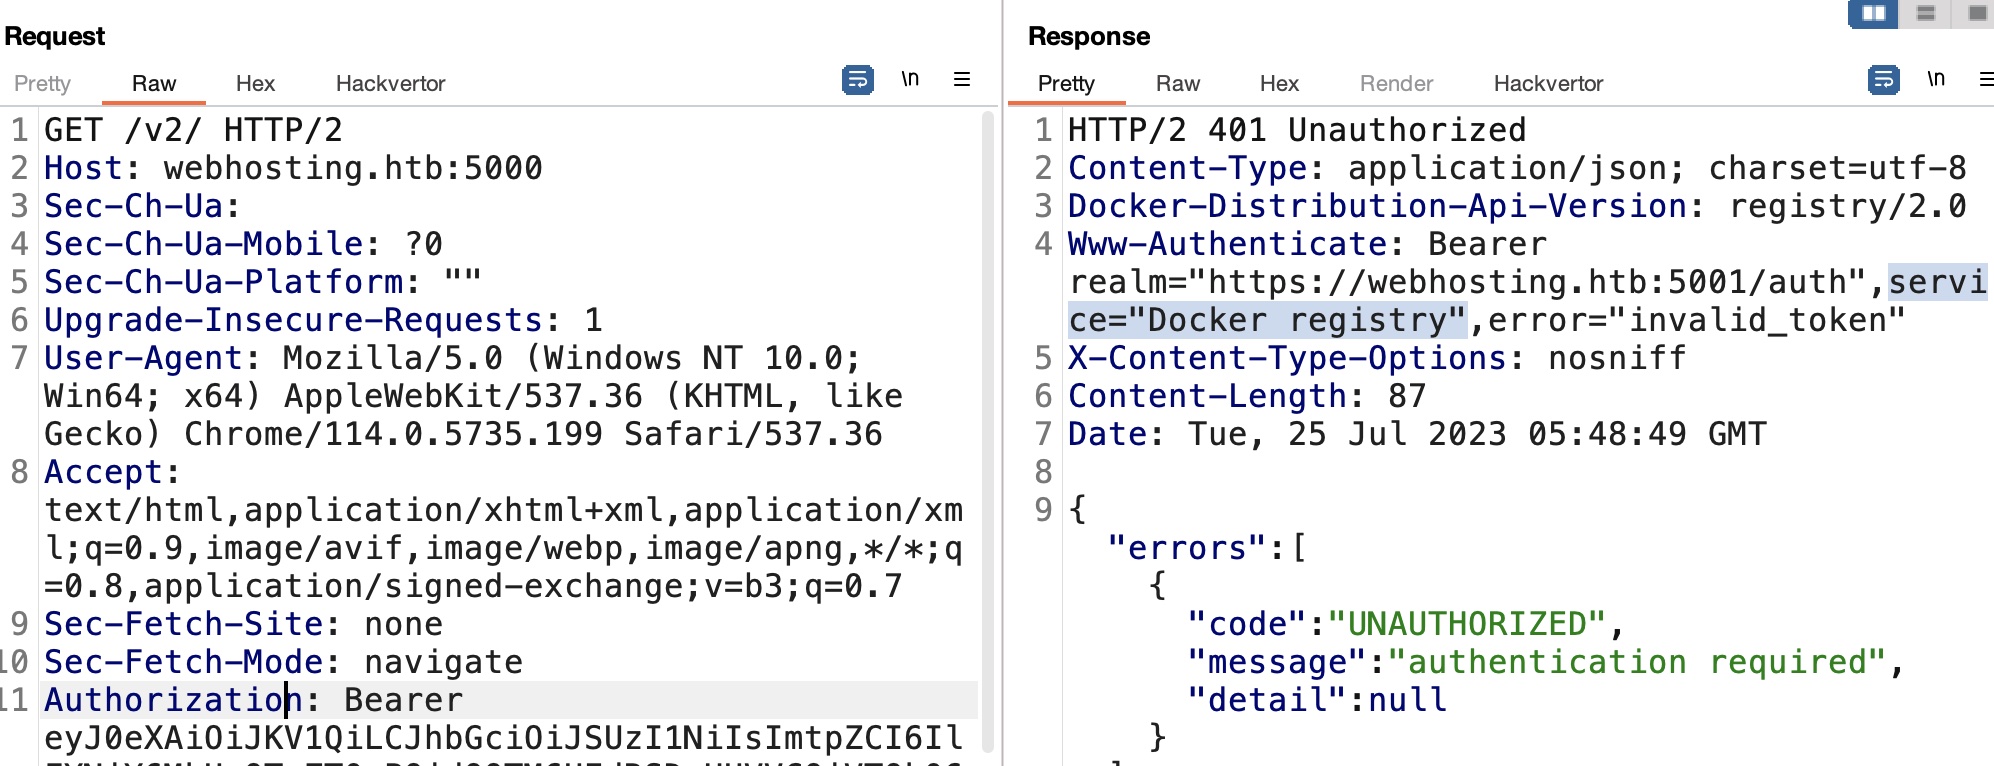 Request
Pretty Raw Hex Hackvertor \n
1 GET /v2/ HTTP/2
2 Host: webhosting.htb:5000
3 Sec-Ch-Ua:
4 Sec-Ch-Ua-Mobile: ?0
5 Sec-Ch-Ua-Platform: ""
6 Upgrade-Insecure-Requests: 1
7 User-Agent: Mozilla/5.0 (Windows NT 10.0;
Win64; x64) AppleWebKit/537.36 (KHTML, like
Gecko) Chrome/114.0.5735.199 Safari/537.36
8 Accept:
text/html,application/xhtml+xml,application/xm
l;q=0.9,image/avif,image/webp,image/apng,*/*;q
=0.8,application/signed-exchange;v=b3;q=0.7
9 Sec-Fetch-Site: none
10 Sec-Fetch-Mode: navigate
11 Authorization: Bearer
eyJ0eXAiOiJKV1QiLCJhbGciOiJSUzI1NiIsImtpZCI6Il
Response
Pretty Raw Hex Render Hackvertor \n
1 HTTP/2 401 Unauthorized
2 Content-Type: application/json; charset=utf-8
3 Docker-Distribution-Api-Version: registry/2.0
4 Www-Authenticate: Bearer
realm="https://webhosting.htb:5001/auth",servi
ce="Docker registry",error="invalid_token"
5 X-Content-Type-Options: nosniff
6 Content-Length: 87
7 Date: Tue, 25 Jul 2023 05:48:49 GMT
8
9 {
"errors":[
{
"code":"UNAUTHORIZED",
"message":"authentication required",
"detail":null
}